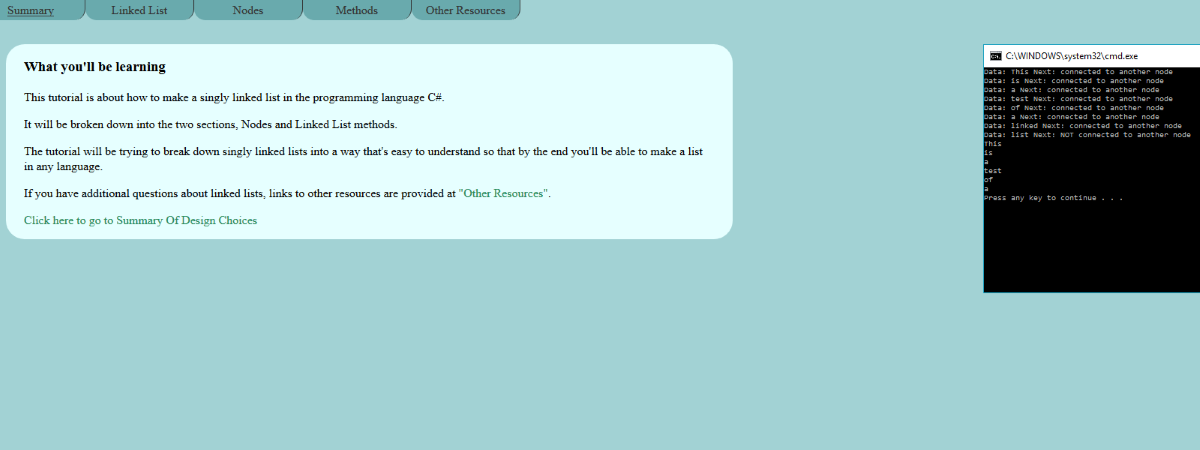 Summary
Linked List
Nodes
Methods
Other Resources
What you'll be learning
This tutorial is about how to make a singly linked list in the programming language C#.
It will be broken down into the two sections, Nodes and Linked List methods.
The tutorial will be trying to break down singly linked lists into a way that's easy to understand so that by the end you'll be able to make a list
in any language.
If you have additional questions about linked lists, links to other resources are provided at "Other Resources".
Click here to go to Summary Of Design Choices
C:\WINDOWS\system32\cmd.exe
Data: This Next: connected to another node
Data: is Next: connected to another node
Data: a Next: connected to another node
Data: test Next: connected to another node
Data: of Next: connected to another node
Data: a Next: connected to another node
Data: linked Next: connected to another node
Data: list Next: NOT connected to another node
This
is
a
test
of
a
Press any key to continue . . .